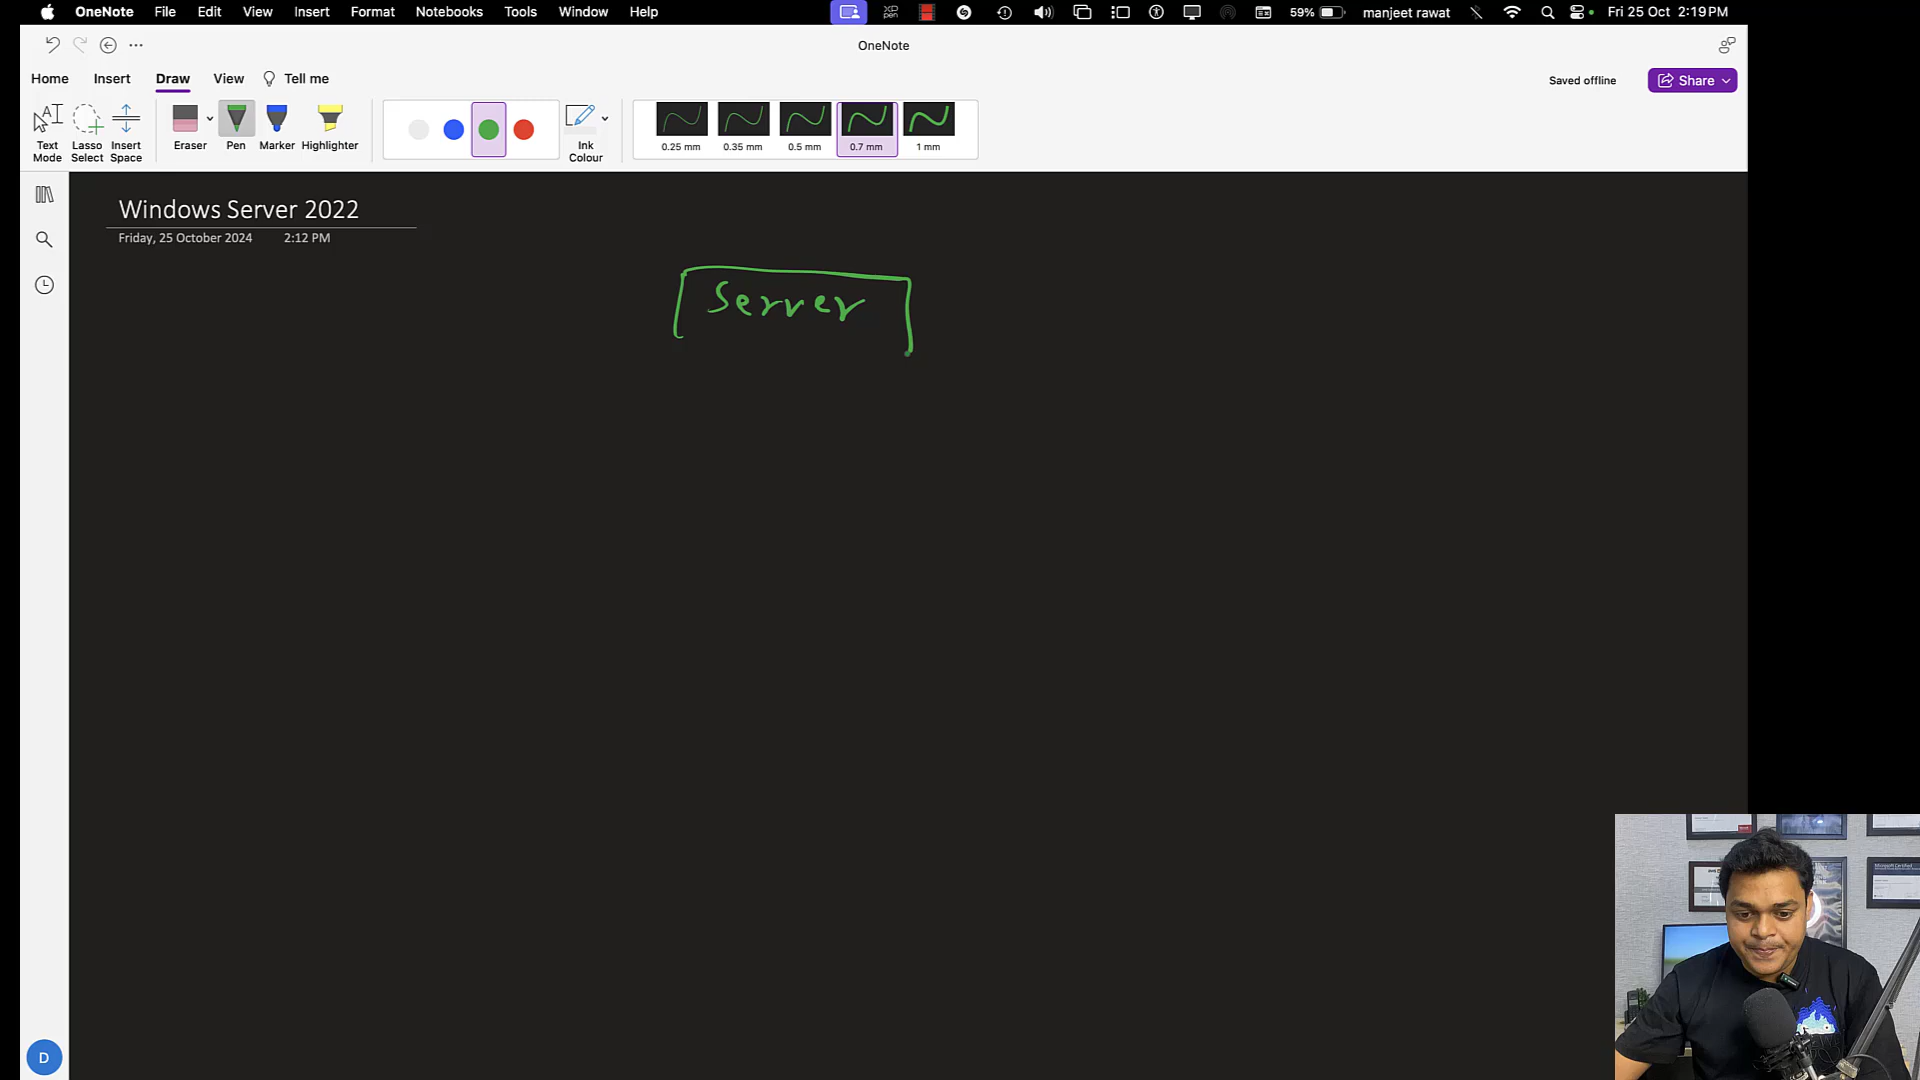 OneNote File Edit View Insert Format Notebooks Tools Window Help XP pen 59% manjeet rawat Fri 25 Oct 2:19 PM
OneNote
Home Insert Draw View Tell me Saved offline Share
A
Text Mode Lasso Select Insert Space Eraser Pen Marker Highlighter Ink Colour 0.25 mm 0.35 mm 0.5 mm 0.7 mm 1 mm
Windows Server 2022
Friday, 25 October 2024 2:12 PM
Server
D